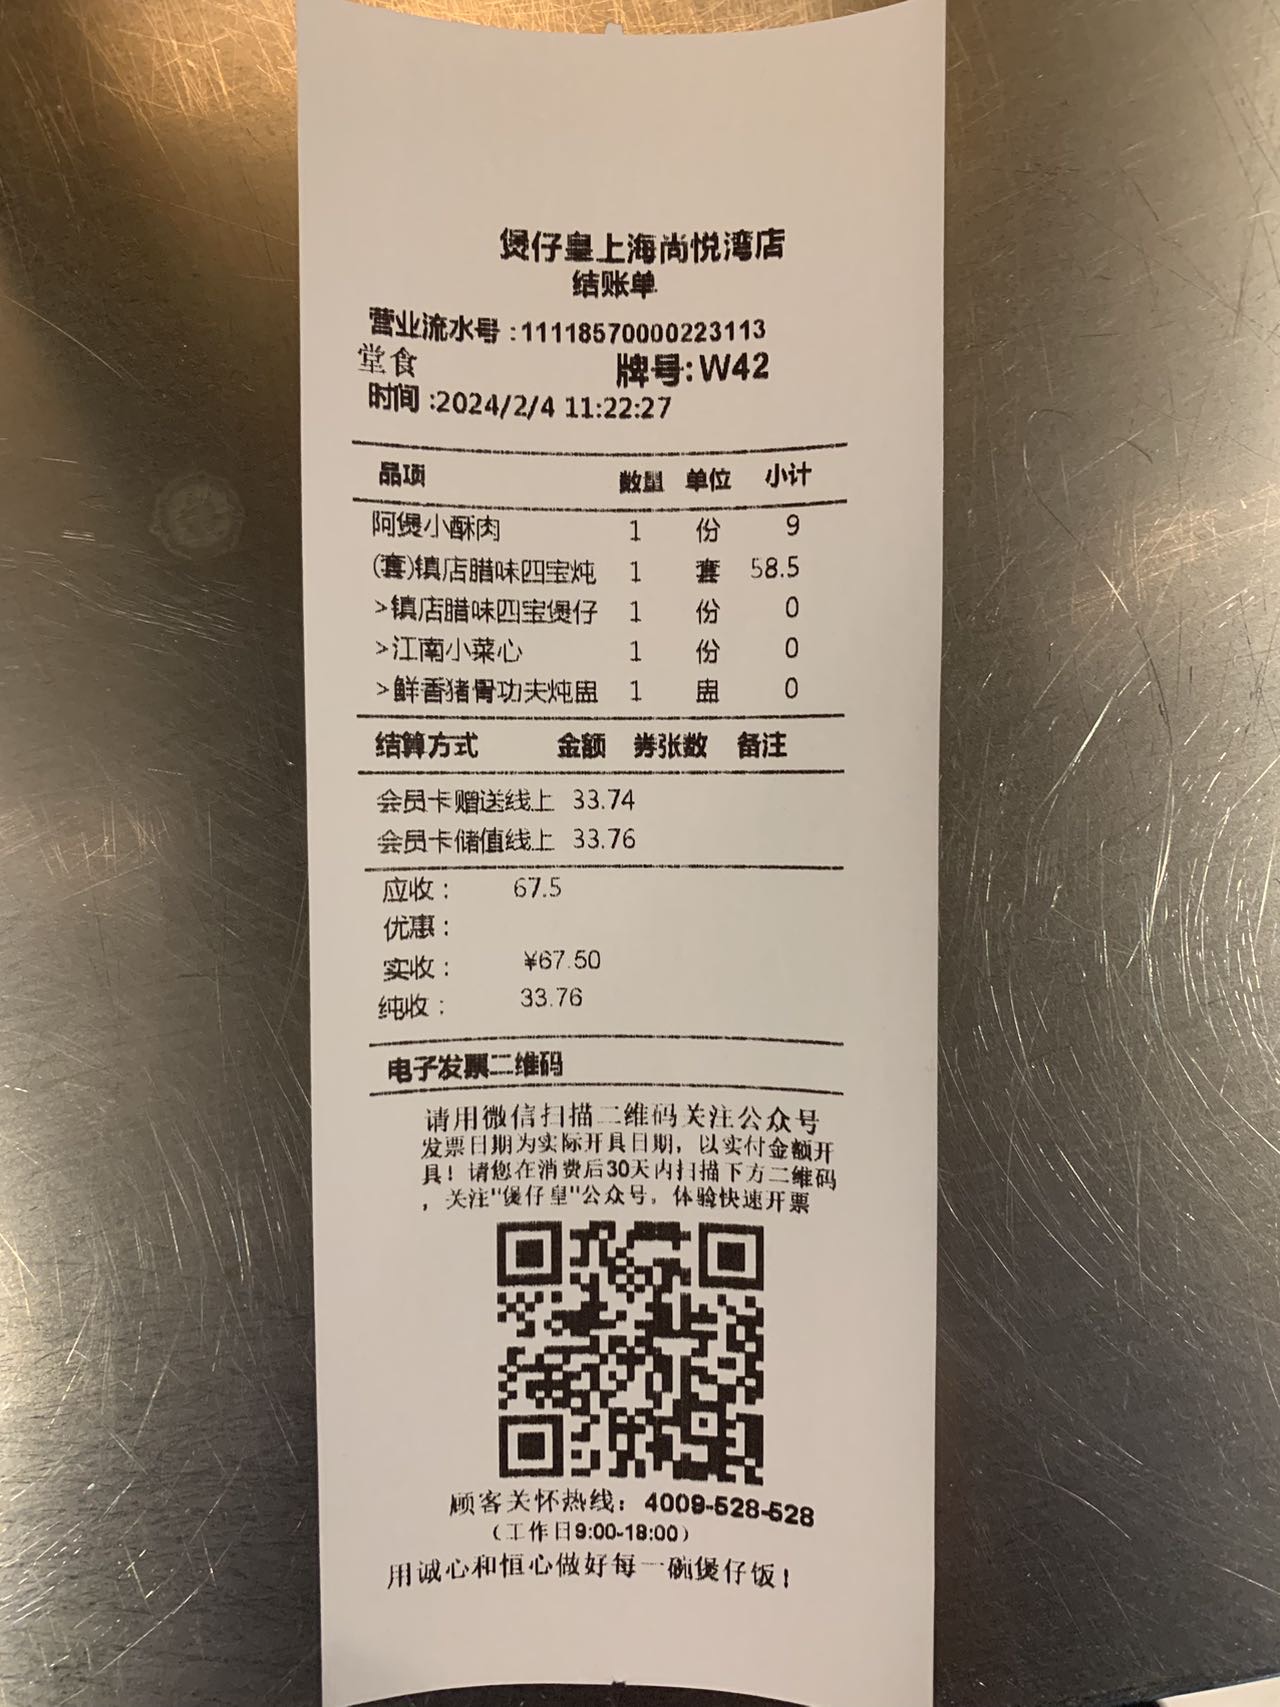 煲仔皇上海尚悦湾店
结账单
营业流水号:11118570000223113
堂食 牌号:W42
时间:2024/2/4 11:22:27
品项 数量 单位 小计
阿煲小酥肉 1 份 9
(套)镇店腊味四宝炖 1 套 58.5
>镇店腊味四宝煲仔 1 份 0
>江南小菜心 1 份 0
>鲜香猪骨功夫炖盅 1 盅 0
结算方式 金额 券张数 备注
会员卡赠送线上 33.74
会员卡储值线上 33.76
应收: 67.5
优惠:
实收: ¥67.50
纯收: 33.76
电子发票二维码
请用微信扫描二维码关注公众号
发票日期为实际开具日期，以实付金额开
具！请您在消费后30天内扫描下方二维码
，关注"煲仔皇"公众号，体验快速开票
顾客关怀热线：4009-528-528
（工作日9:00-18:00）
用诚心和恒心做好每一碗煲仔饭！